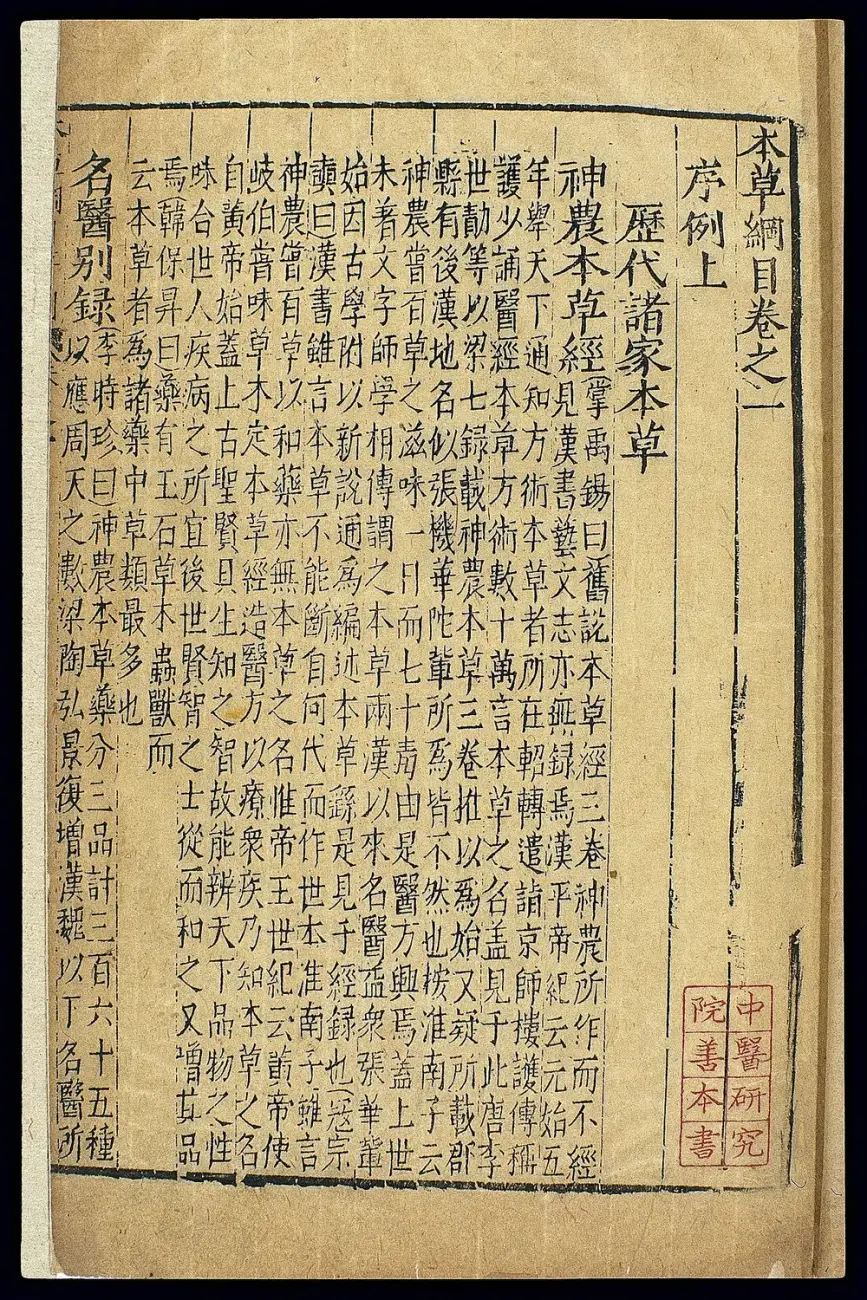 本草綱目卷之一
序例上
歷代諸家本草
神農本草經掌禹錫曰舊說本草經三卷神農所作而不經
見漢書藝文志亦無録焉漢平帝紀云元始五
年舉天下通知方術本草者所在軺轉遣詣京師樓護傳稱
護少誦醫經本草方術數十萬言本草之名盖見于此唐李
世勣等以梁七録載神農本草三卷推以為始又疑所載郡
縣有後漢地名似張機華陀輩所為皆不然也按淮南子云
神農嘗百草之滋味一日而七十毒由是醫方興焉蓋上世
未著文字師學相傳謂之本草兩漢以來名醫益衆張華輩
始因古學附以新說通為編述本草繇是見于經録也寇宗
奭曰漢書雖言本草不能斷自何代而作世本淮南子雖言
神農嘗百草以和藥亦無本草之名惟帝王世紀云黃帝使
岐伯嘗味草木定本草經造醫方以療衆疾乃知本草之名
自黃帝始蓋上古聖賢具生知之智故能辨天下品物之性
味合世人疾病之所宜後世賢智之士從而和之又增其品
焉韓保昇曰藥有玉石草木蟲獸而
云本草者為諸藥中草類最多也
名醫別録李時珍曰神農本草藥分三品計三百六十五種
以應周天之數梁陶弘景復增漢魏以下名醫所
中醫研究
院善本書